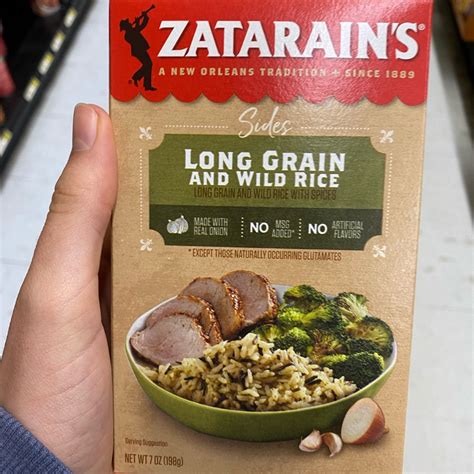 ZATARAIN'S®
A NEW ORLEANS TRADITION • SINCE 1889
Sides
LONG GRAIN
AND WILD RICE
LONG GRAIN AND WILD RICE WITH SPICES
MADE WITH
REAL ONION
NO MSG
ADDED*
NO ARTIFICIAL
FLAVORS
*EXCEPT THOSE NATURALLY OCCURRING GLUTAMATES
Serving Suggestion
NET WT 7 OZ (198g)